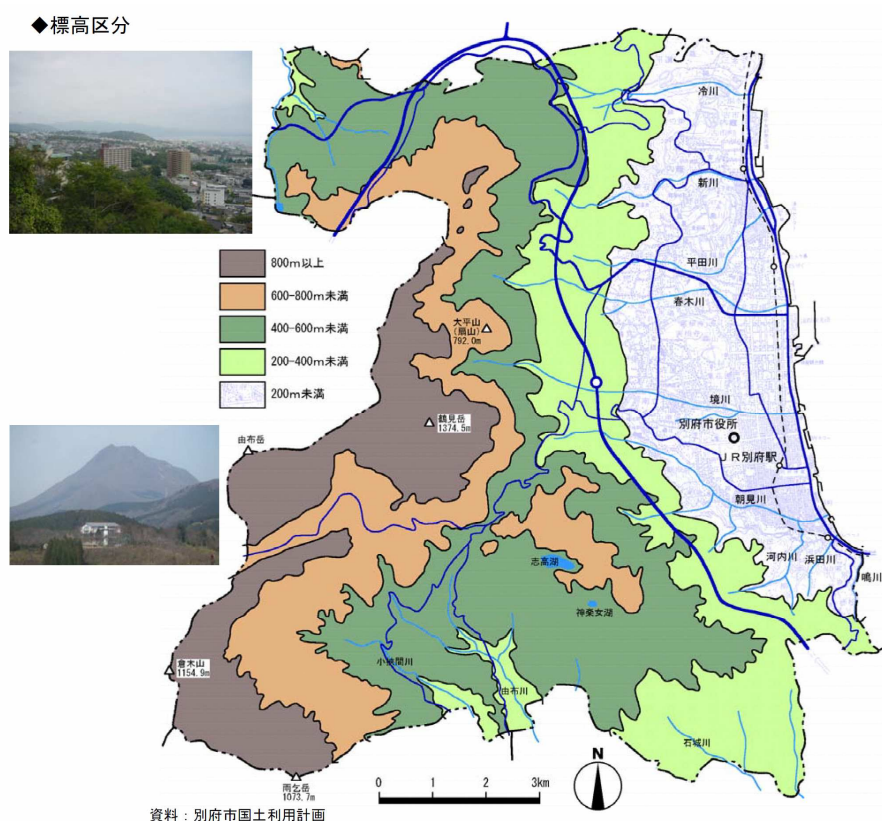 ◆標高区分
冷川
新川
800m以上
平田川
600-800m未満
春木川
400-600m未満
大平山
(扇山)
792.0m
200-400m未満
200m未満
境川
鶴見岳
1374.5m
別府市役所
由布岳
JR別府駅
朝見川
志高湖
河内川
浜田川
鳴川
神楽女湖
小挾間川
倉木山
1154.9m
由布川
石城川
N
雨乞岳
1073.7m
0 1 2 3km
資料：別府市国土利用計画